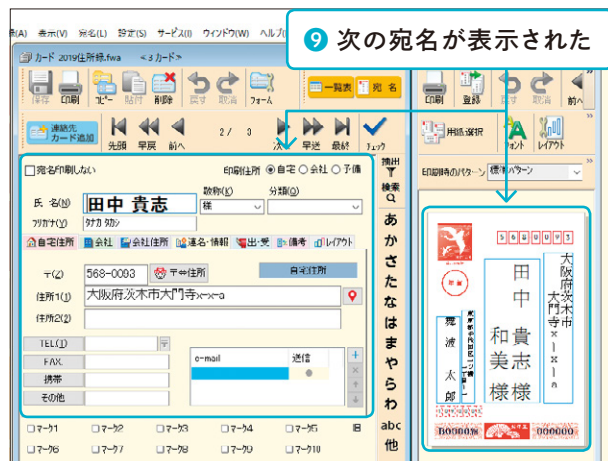 表示(V) 宛名(L) 設定(S) サービス(I) ウィンドウ(W) ヘルプ
❾ 次の宛名が表示された
カード 2019住所録.fwa <3カード>
保存 印刷 コピー 貼付 削除 戻す 取消 フォーム 一覧表 宛 名
連絡先
カード追加 先頭 早戻 前へ 2 / 3 次へ 早送 最終 チェック
宛名印刷しない 印刷住所 自宅 会社 予備
氏 名(N) 田中 貴志 敬称(K) 様 分類(Q)
フリガナ(Y) タナカ タカシ
自宅住所 会社 会社住所 連名・情報 出・受 備考 レイアウト
〒(Z) 568-0093 〒⇔住所 自宅住所
住所1(1) 大阪府茨木市大門寺x-x-a
住所2(2)
TEL(T) 〒
FAX e-mail 送信
携帯
その他
マーク1 マーク2 マーク3 マーク4 マーク5
マーク6 マーク7 マーク8 マーク9 マーク10
抽出
検索
あ
か
さ
た
な
は
ま
や
ら
わ
abc
他
印刷 登録 戻す 取消 前へ
用紙選択 フォント レイアウト
印刷時のパターン 標準パターン
5680093
大阪府茨木市
大門寺x-x-a
田中 貴志 様
和美 様
難波 太郎
B0000物 000000